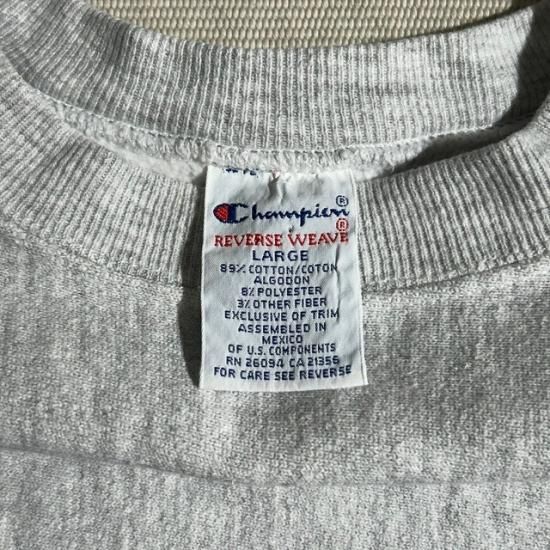 Champion®
REVERSE WEAVE®
LARGE
89% COTTON/COTON
ALGODON
8% POLYESTER
3% OTHER FIBER
EXCLUSIVE OF TRIM
ASSEMBLED IN
MEXICO
OF U.S. COMPONENTS
RN 26094 CA 21356
FOR CARE SEE REVERSE